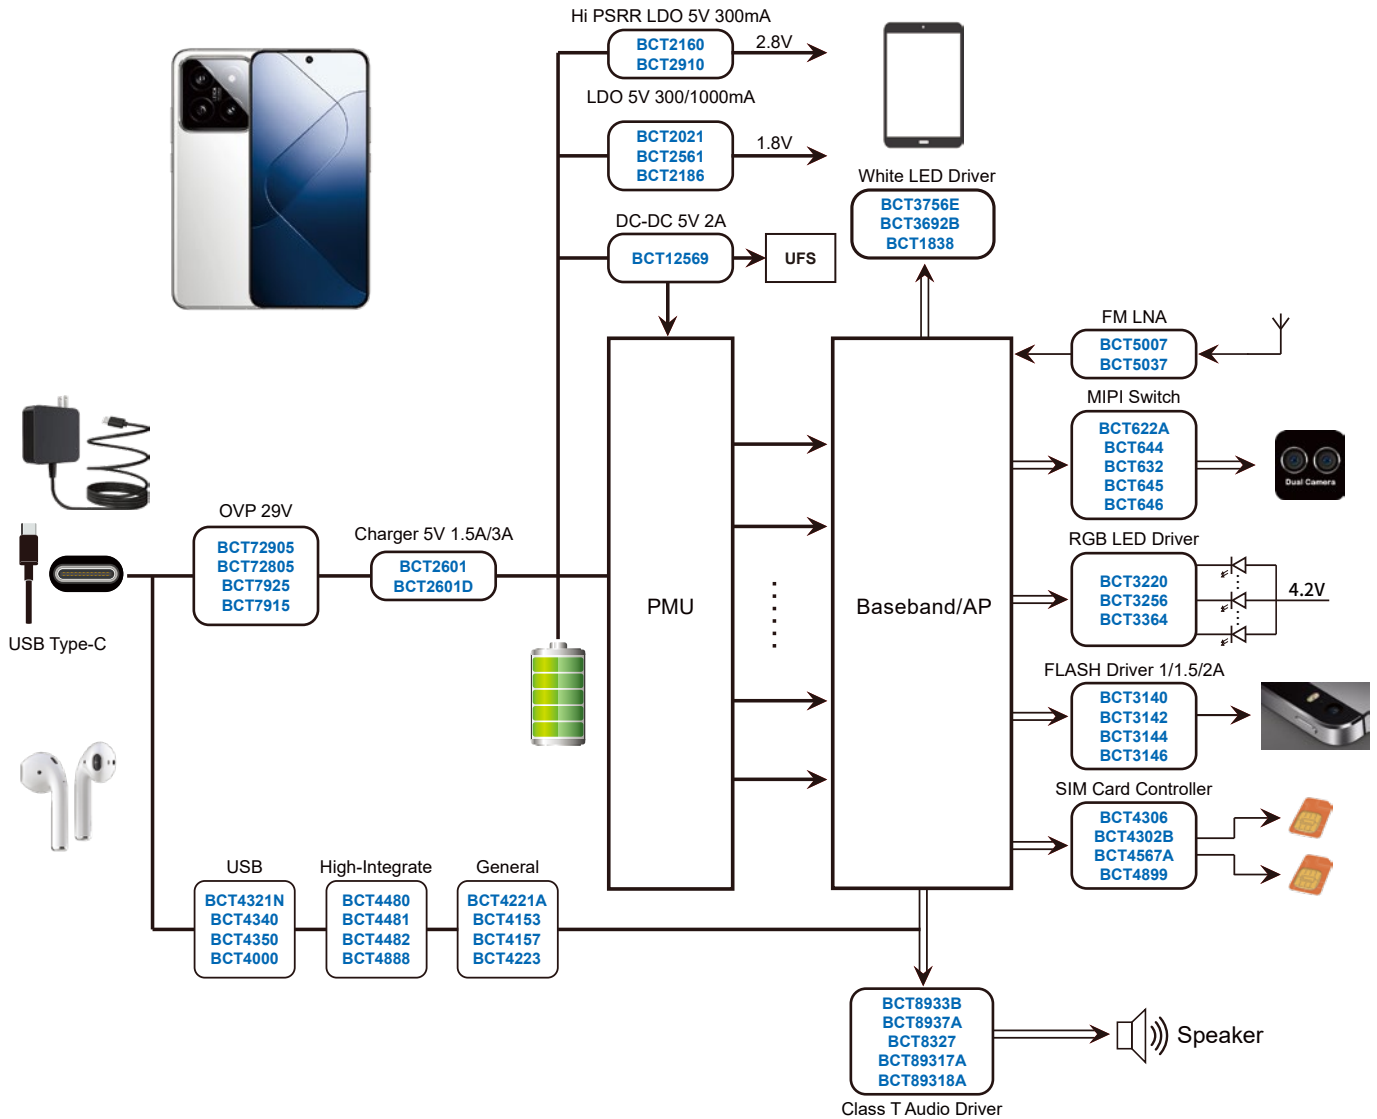 Hi PSRR LDO 5V 300mA
BCT2160
BCT2910
2.8V
LDO 5V 300/1000mA
BCT2021
BCT2561
BCT2186
1.8V
White LED Driver
BCT3756E
BCT3692B
BCT1838
DC-DC 5V 2A
BCT12569
UFS
FM LNA
BCT5007
BCT5037
MIPI Switch
BCT622A
BCT644
BCT632
BCT645
BCT646
Dual Camera
OVP 29V
BCT72905
BCT72805
BCT7925
BCT7915
Charger 5V 1.5A/3A
BCT2601
BCT2601D
USB Type-C
PMU
Baseband/AP
RGB LED Driver
BCT3220
BCT3256
BCT3364
4.2V
FLASH Driver 1/1.5/2A
BCT3140
BCT3142
BCT3144
BCT3146
SIM Card Controller
BCT4306
BCT4302B
BCT4567A
BCT4899
USB
BCT4321N
BCT4340
BCT4350
BCT4000
High-Integrate
BCT4480
BCT4481
BCT4482
BCT4888
General
BCT4221A
BCT4153
BCT4157
BCT4223
BCT8933B
BCT8937A
BCT8327
BCT89317A
BCT89318A
Class T Audio Driver
Speaker